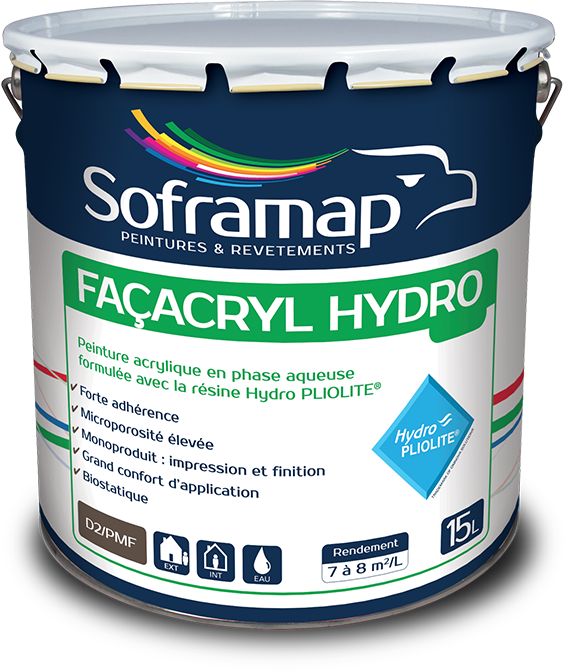 Soframap
PEINTURES & REVETEMENTS
FAÇACRYL HYDRO
Peinture acrylique en phase aqueuse
formulée avec la résine Hydro PLIOLITE®
✔ Forte adhérence
✔ Microporosité élevée
✔ Monoproduit : impression et finition
✔ Grand confort d'application
✔ Biostatique
Hydro
PLIOLITE®
D2/PMF
EXT
INT
EAU
Rendement
7 à 8 m²/L
15L